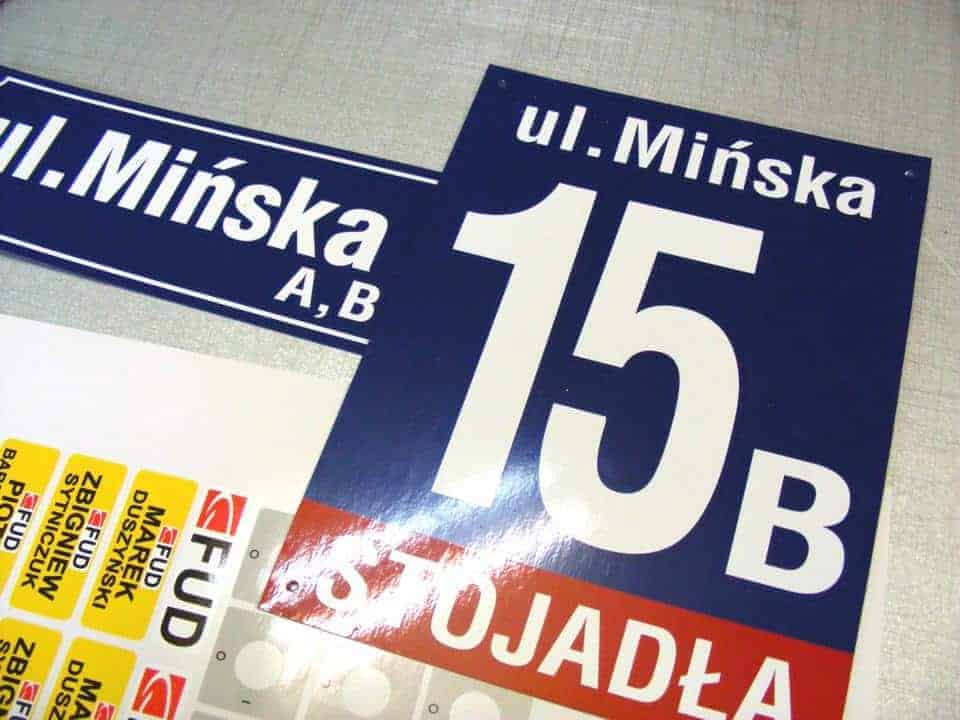 ul. Mińska
A, B
ul. Mińska
15B
STOJADŁA
FUD
FUD
MAREK
DUSZYŃSKI
FUD
ZBIGNIEW
SYTNICZUK
FUD